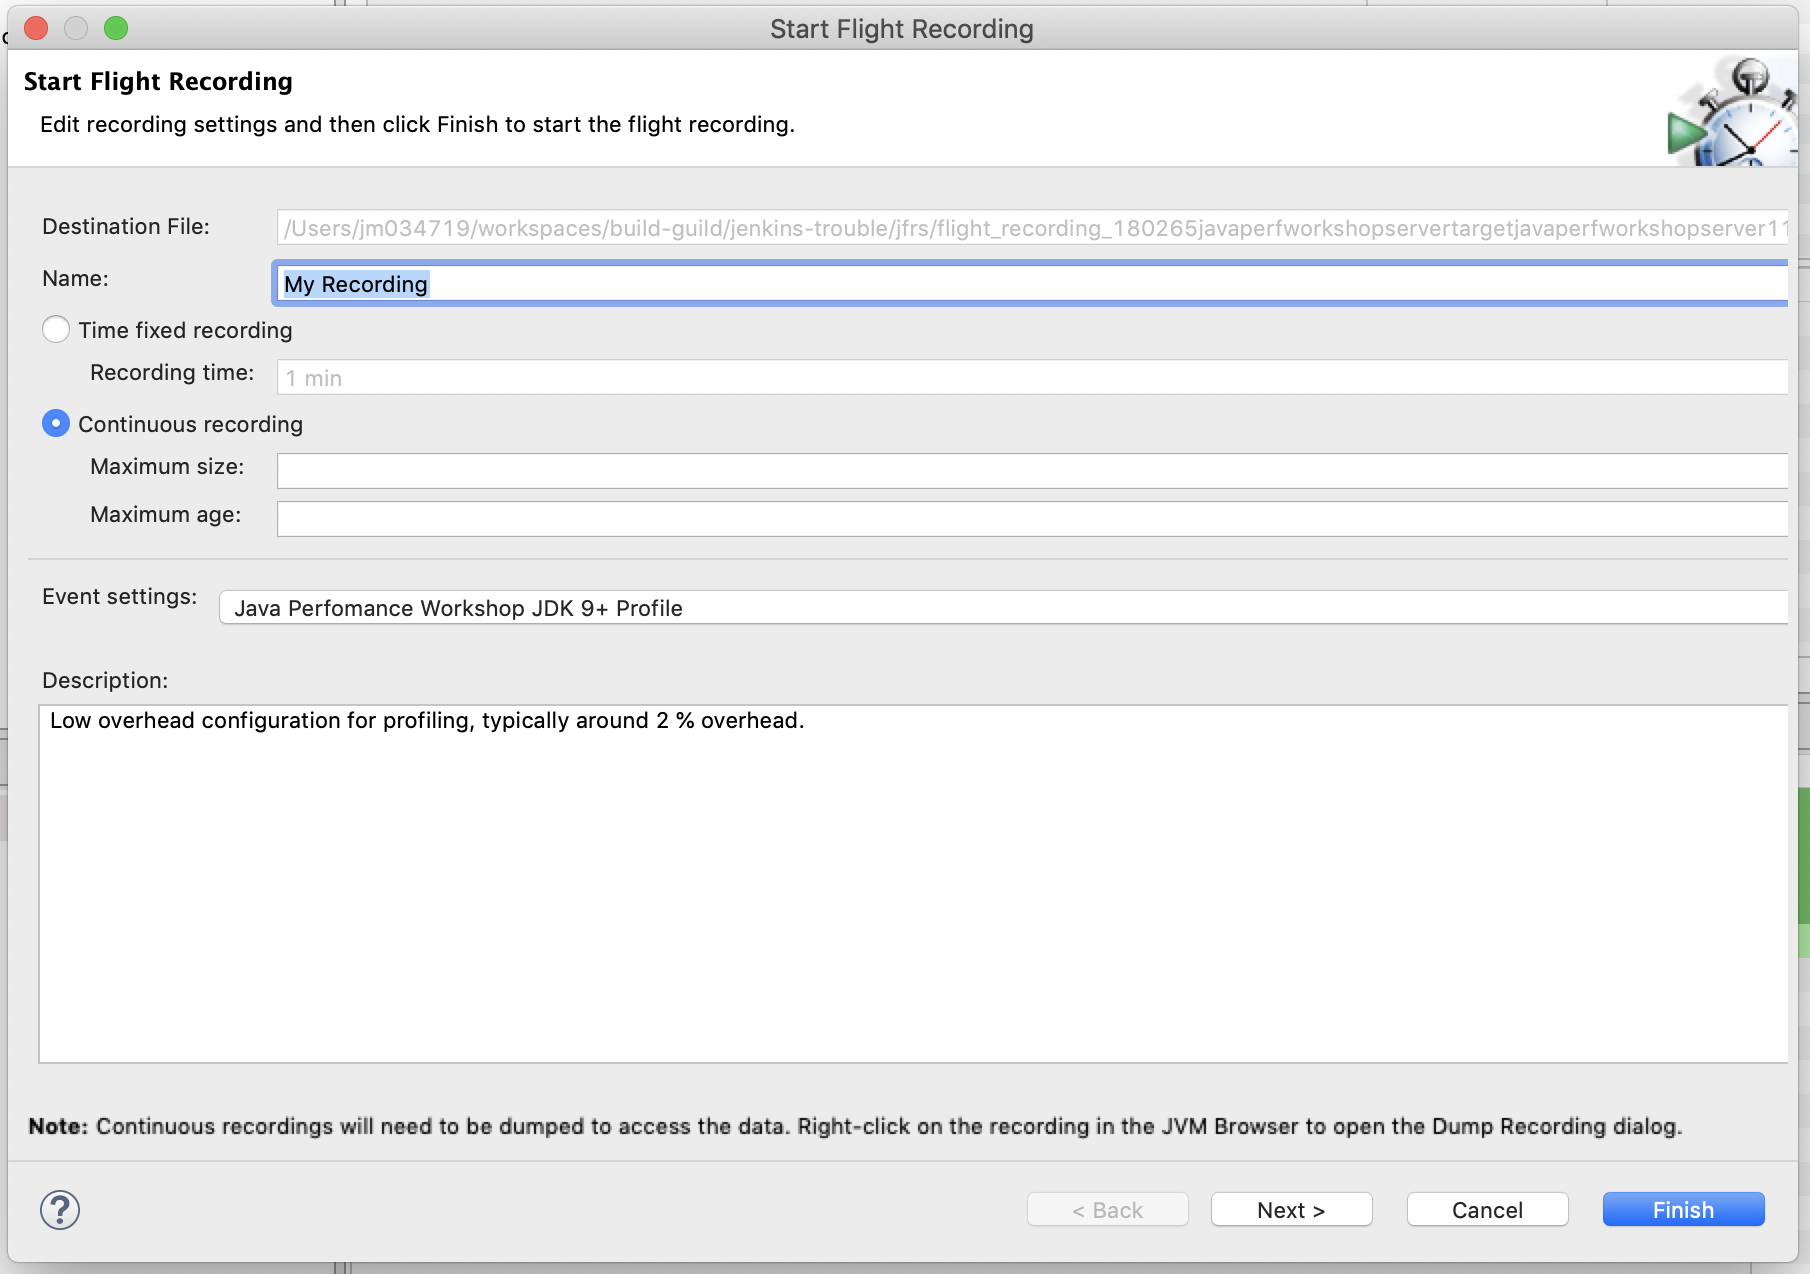 Start Flight Recording
Start Flight Recording
Edit recording settings and then click Finish to start the flight recording.
Destination File: /Users/jm034719/workspaces/build-guild/jenkins-trouble/jfrs/flight_recording_180265javaperfworkshopservertargetjavaperfworkshopserver11
Name: My Recording
Time fixed recording
Recording time: 1 min
Continuous recording
Maximum size:
Maximum age:
Event settings: Java Perfomance Workshop JDK 9+ Profile
Description:
Low overhead configuration for profiling, typically around 2 % overhead.
Note: Continuous recordings will need to be dumped to access the data. Right-click on the recording in the JVM Browser to open the Dump Recording dialog.
? < Back Next > Cancel Finish